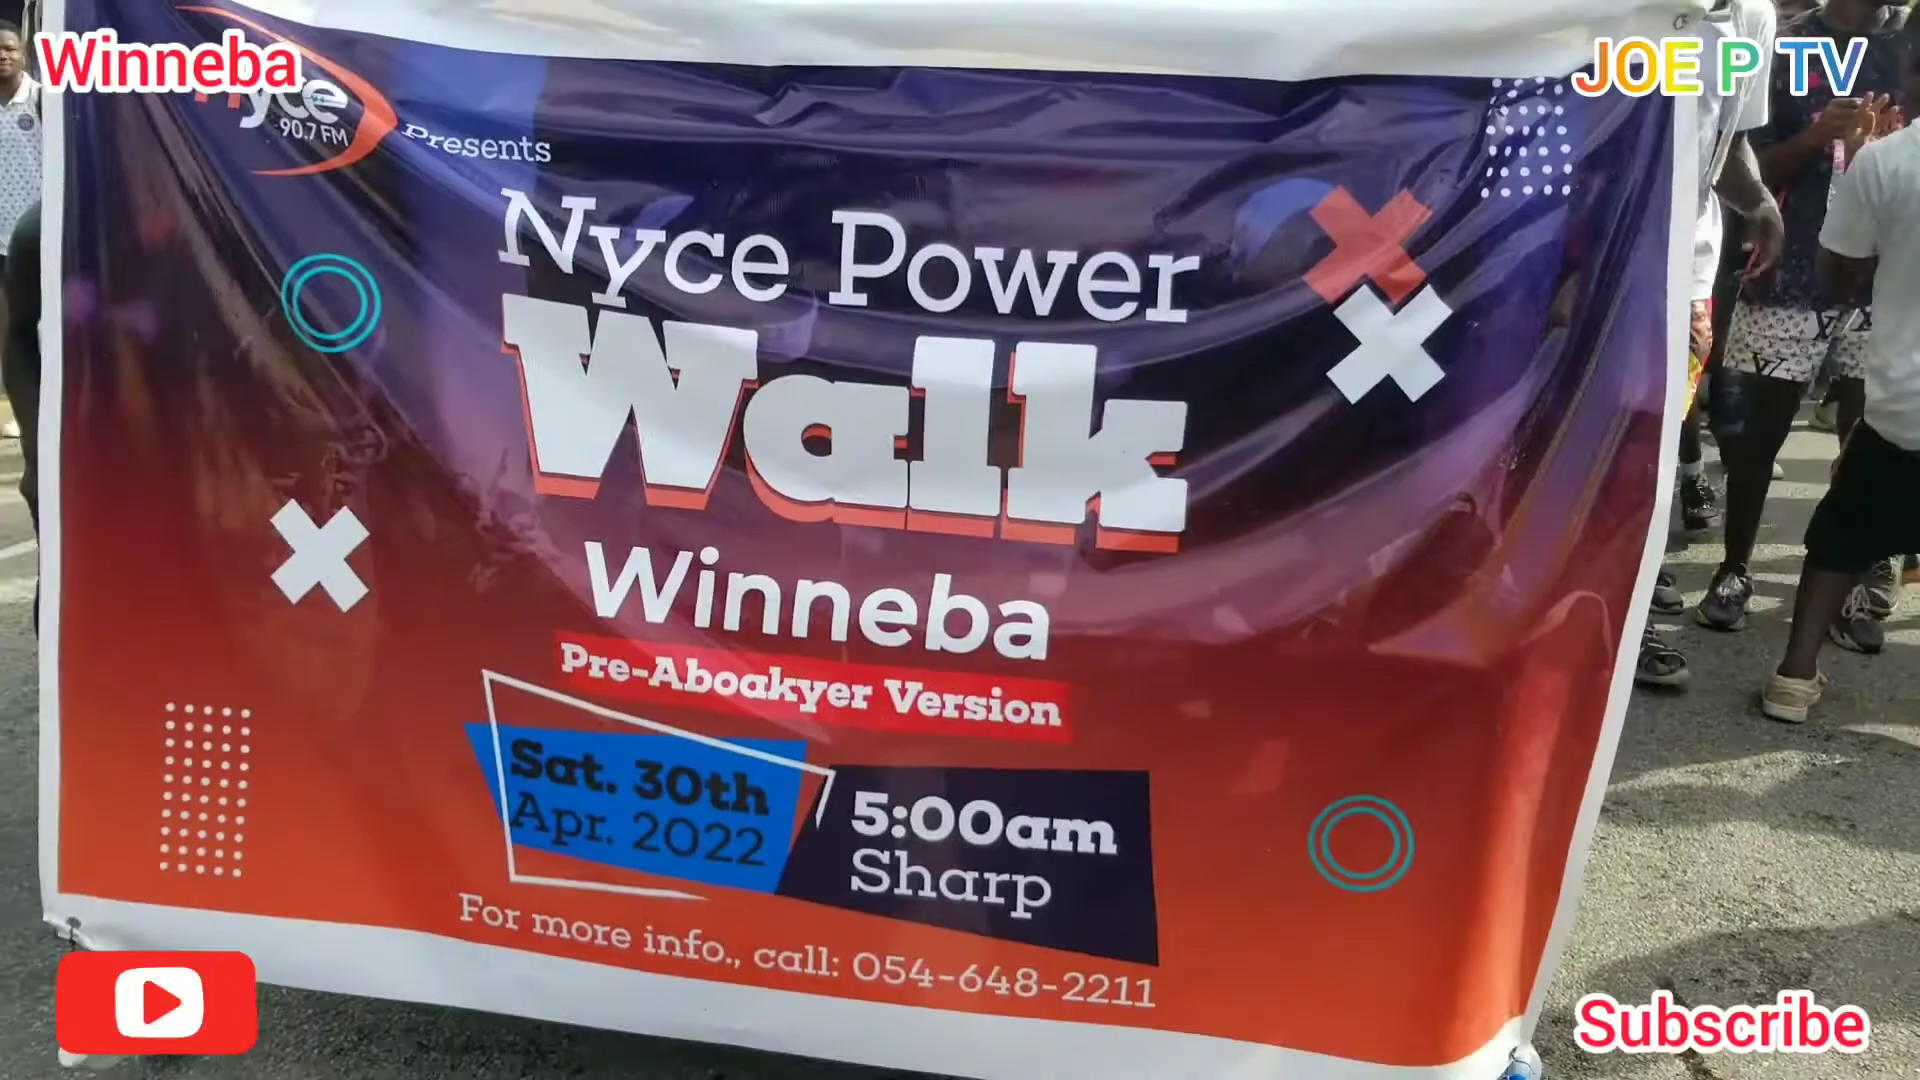 Winneba
JOE P TV
Nyce
90.7 FM
Presents
Nyce Power
Walk
Winneba
Pre-Aboakyer Version
Sat. 30th
Apr. 2022
5:00am
Sharp
For more info., call: 054-648-2211
Subscribe